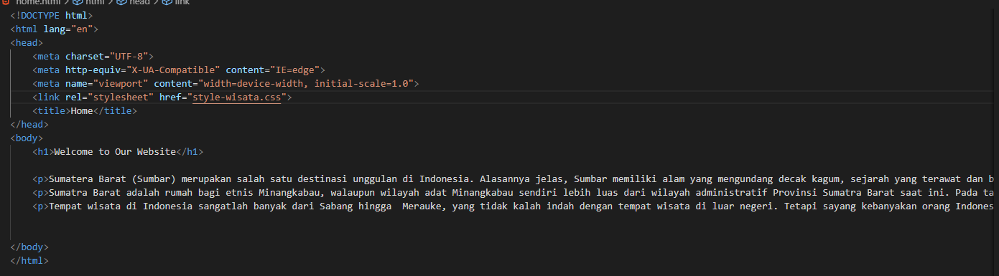 home.html > html > head > link
<!DOCTYPE html>
<html lang="en">
<head>
<meta charset="UTF-8">
<meta http-equiv="X-UA-Compatible" content="IE=edge">
<meta name="viewport" content="width=device-width, initial-scale=1.0">
<link rel="stylesheet" href="style-wisata.css">
<title>Home</title>
</head>
<body>
<h1>Welcome to Our Website</h1>
<p>Sumatera Barat (Sumbar) merupakan salah satu destinasi unggulan di Indonesia. Alasannya jelas, Sumbar memiliki alam yang mengundang decak kagum, sejarah yang terawat dan b
<p>Sumatra Barat adalah rumah bagi etnis Minangkabau, walaupun wilayah adat Minangkabau sendiri lebih luas dari wilayah administratif Provinsi Sumatra Barat saat ini. Pada ta
<p>Tempat wisata di Indonesia sangatlah banyak dari Sabang hingga  Merauke, yang tidak kalah indah dengan tempat wisata di luar negeri. Tetapi sayang kebanyakan orang Indones
</body>
</html>